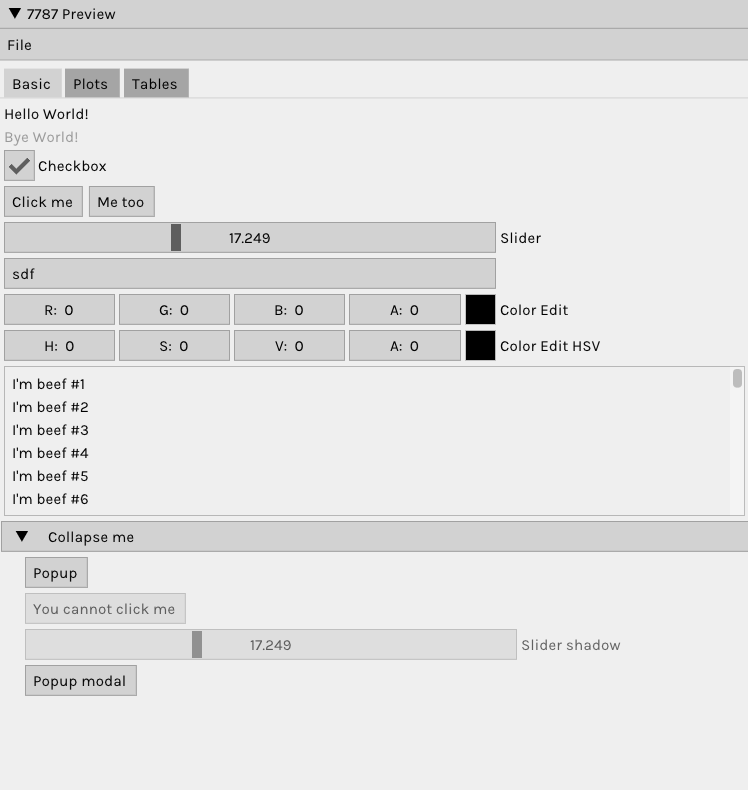 7787 Preview
File
Basic Plots Tables
Hello World!
Bye World!
Checkbox
Click me Me too
17.249 Slider
sdf
R: 0 G: 0 B: 0 A: 0 Color Edit
H: 0 S: 0 V: 0 A: 0 Color Edit HSV
I'm beef #1
I'm beef #2
I'm beef #3
I'm beef #4
I'm beef #5
I'm beef #6
Collapse me
Popup
You cannot click me
17.249 Slider shadow
Popup modal